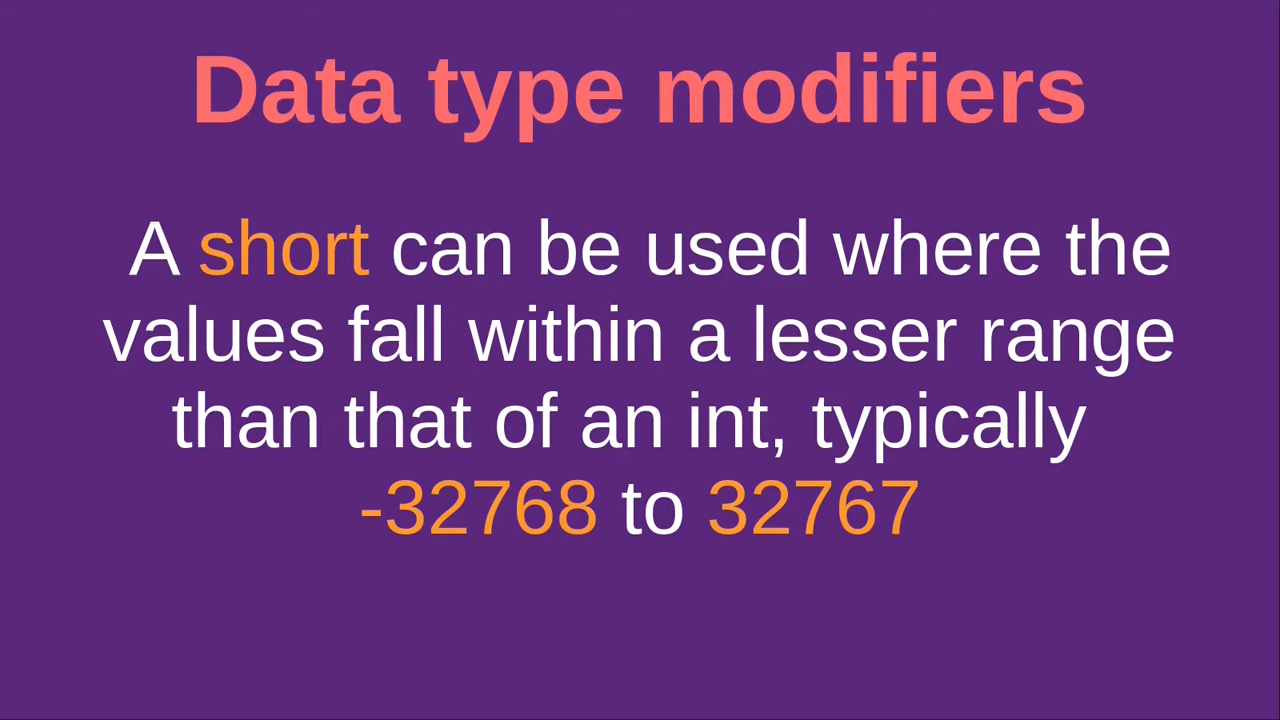 Data type modifiers
A short can be used where the
values fall within a lesser range
than that of an int, typically
-32768 to 32767